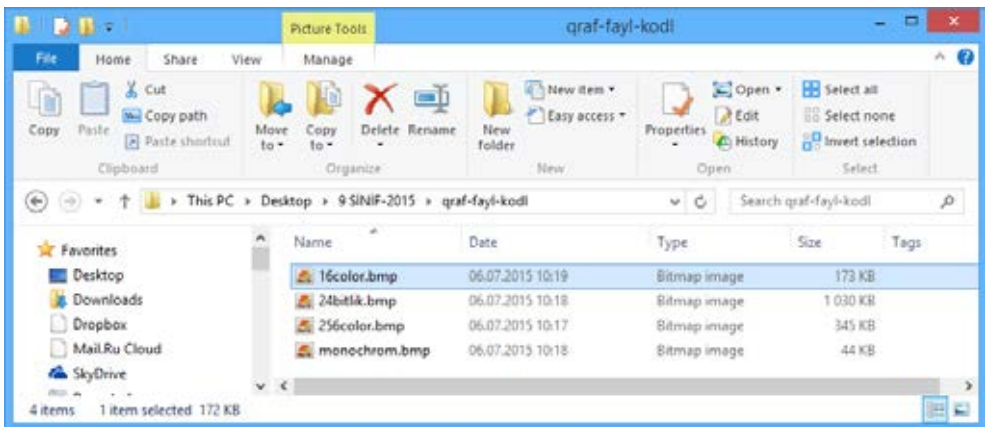 Picture Tools
qraf-fayl-kodl
File Home Share View Manage
Copy
Paste
Cut
Copy path
Paste shortcut
Clipboard
Move to
Copy to
Delete
Rename
Organize
New folder
New item
Easy access
New
Properties
Open
Edit
History
Open
Select all
Select none
Invert selection
Select
This PC Desktop 9 SİNİF-2015 qraf-fayl-kodl
Search qraf-fayl-kodl
Favorites
Desktop
Downloads
Dropbox
Mail.Ru Cloud
SkyDrive
Name Date Type Size Tags
16color.bmp 06.07.2015 10:19 Bitmap image 173 KB
24bitlik.bmp 06.07.2015 10:18 Bitmap image 1 030 KB
256color.bmp 06.07.2015 10:17 Bitmap image 345 KB
monochrom.bmp 06.07.2015 10:18 Bitmap image 44 KB
4 items 1 item selected 172 KB